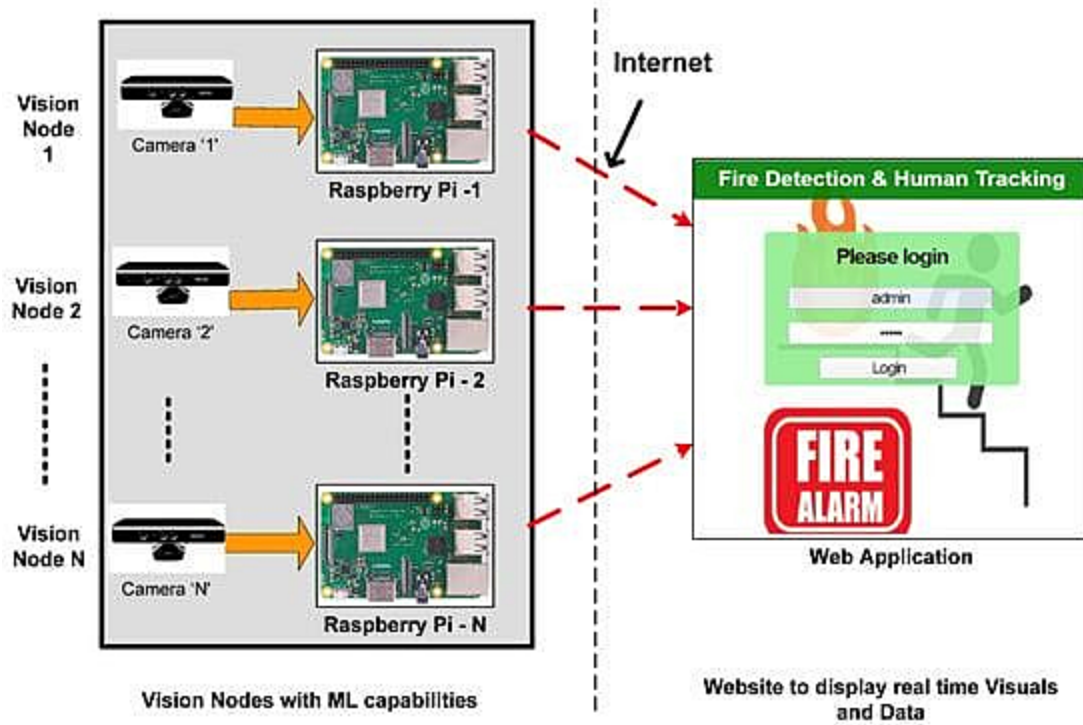 Vision
Node
1
Camera '1'
Raspberry Pi -1
Vision
Node 2
Camera '2'
Raspberry Pi - 2
Vision
Node N
Camera 'N'
Raspberry Pi - N
Vision Nodes with ML capabilities
Internet
Fire Detection & Human Tracking
Please login
admin
•••••
Login
FIRE
ALARM
Web Application
Website to display real time Visuals
and Data